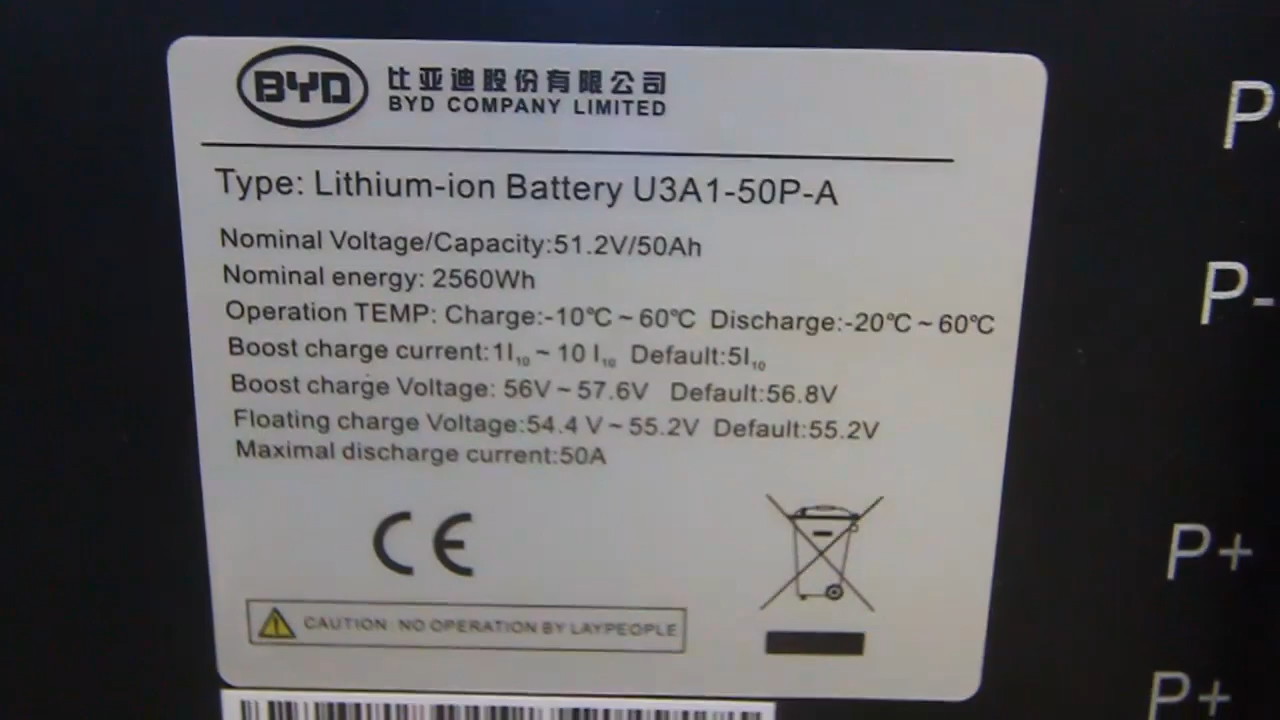 BYD 比亚迪股份有限公司
BYD COMPANY LIMITED
Type: Lithium-ion Battery U3A1-50P-A
Nominal Voltage/Capacity:51.2V/50Ah
Nominal energy: 2560Wh
Operation TEMP: Charge:-10℃~60℃ Discharge:-20℃~60℃
Boost charge current:1I₁₀ ~ 10 I₁₀ Default:5I₁₀
Boost charge Voltage: 56V~57.6V Default:56.8V
Floating charge Voltage:54.4 V~55.2V Default:55.2V
Maximal discharge current:50A
CE
CAUTION: NO OPERATION BY LAYPEOPLE
P-
P-
P+
P+